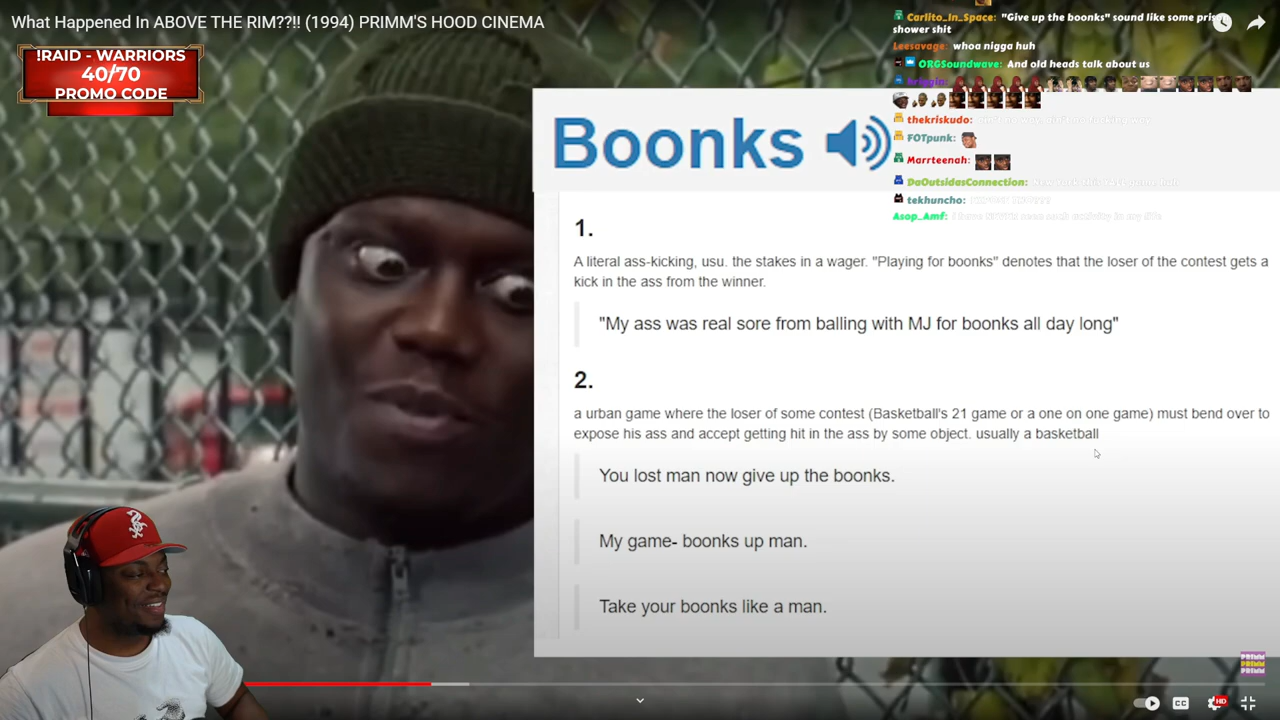 What Happened In ABOVE THE RIM??!! (1994) PRIMM'S HOOD CINEMA
!RAID - WARRIORS
40/70
PROMO CODE
Carlito_In_Space: "Give up the boonks" sound like some
shower shit
Leesavage: whoa nigga huh
ORGSoundwave: And old heads talk about us
thekriskudo:
FOTpunk:
Marrteenah:
DaOutsidasConnection:
tekhuncho:
Asop_Amf:
Boonks
1.
A literal ass-kicking, usu. the stakes in a wager. "Playing for boonks" denotes that the loser of the contest gets a
kick in the ass from the winner.
"My ass was real sore from balling with MJ for boonks all day long"
2.
a urban game where the loser of some contest (Basketball's 21 game or a one on one game) must bend over to
expose his ass and accept getting hit in the ass by some object. usually a basketball
You lost man now give up the boonks.
My game- boonks up man.
Take your boonks like a man.
PRIMM
PRIMM
PRIMM
CC
HD